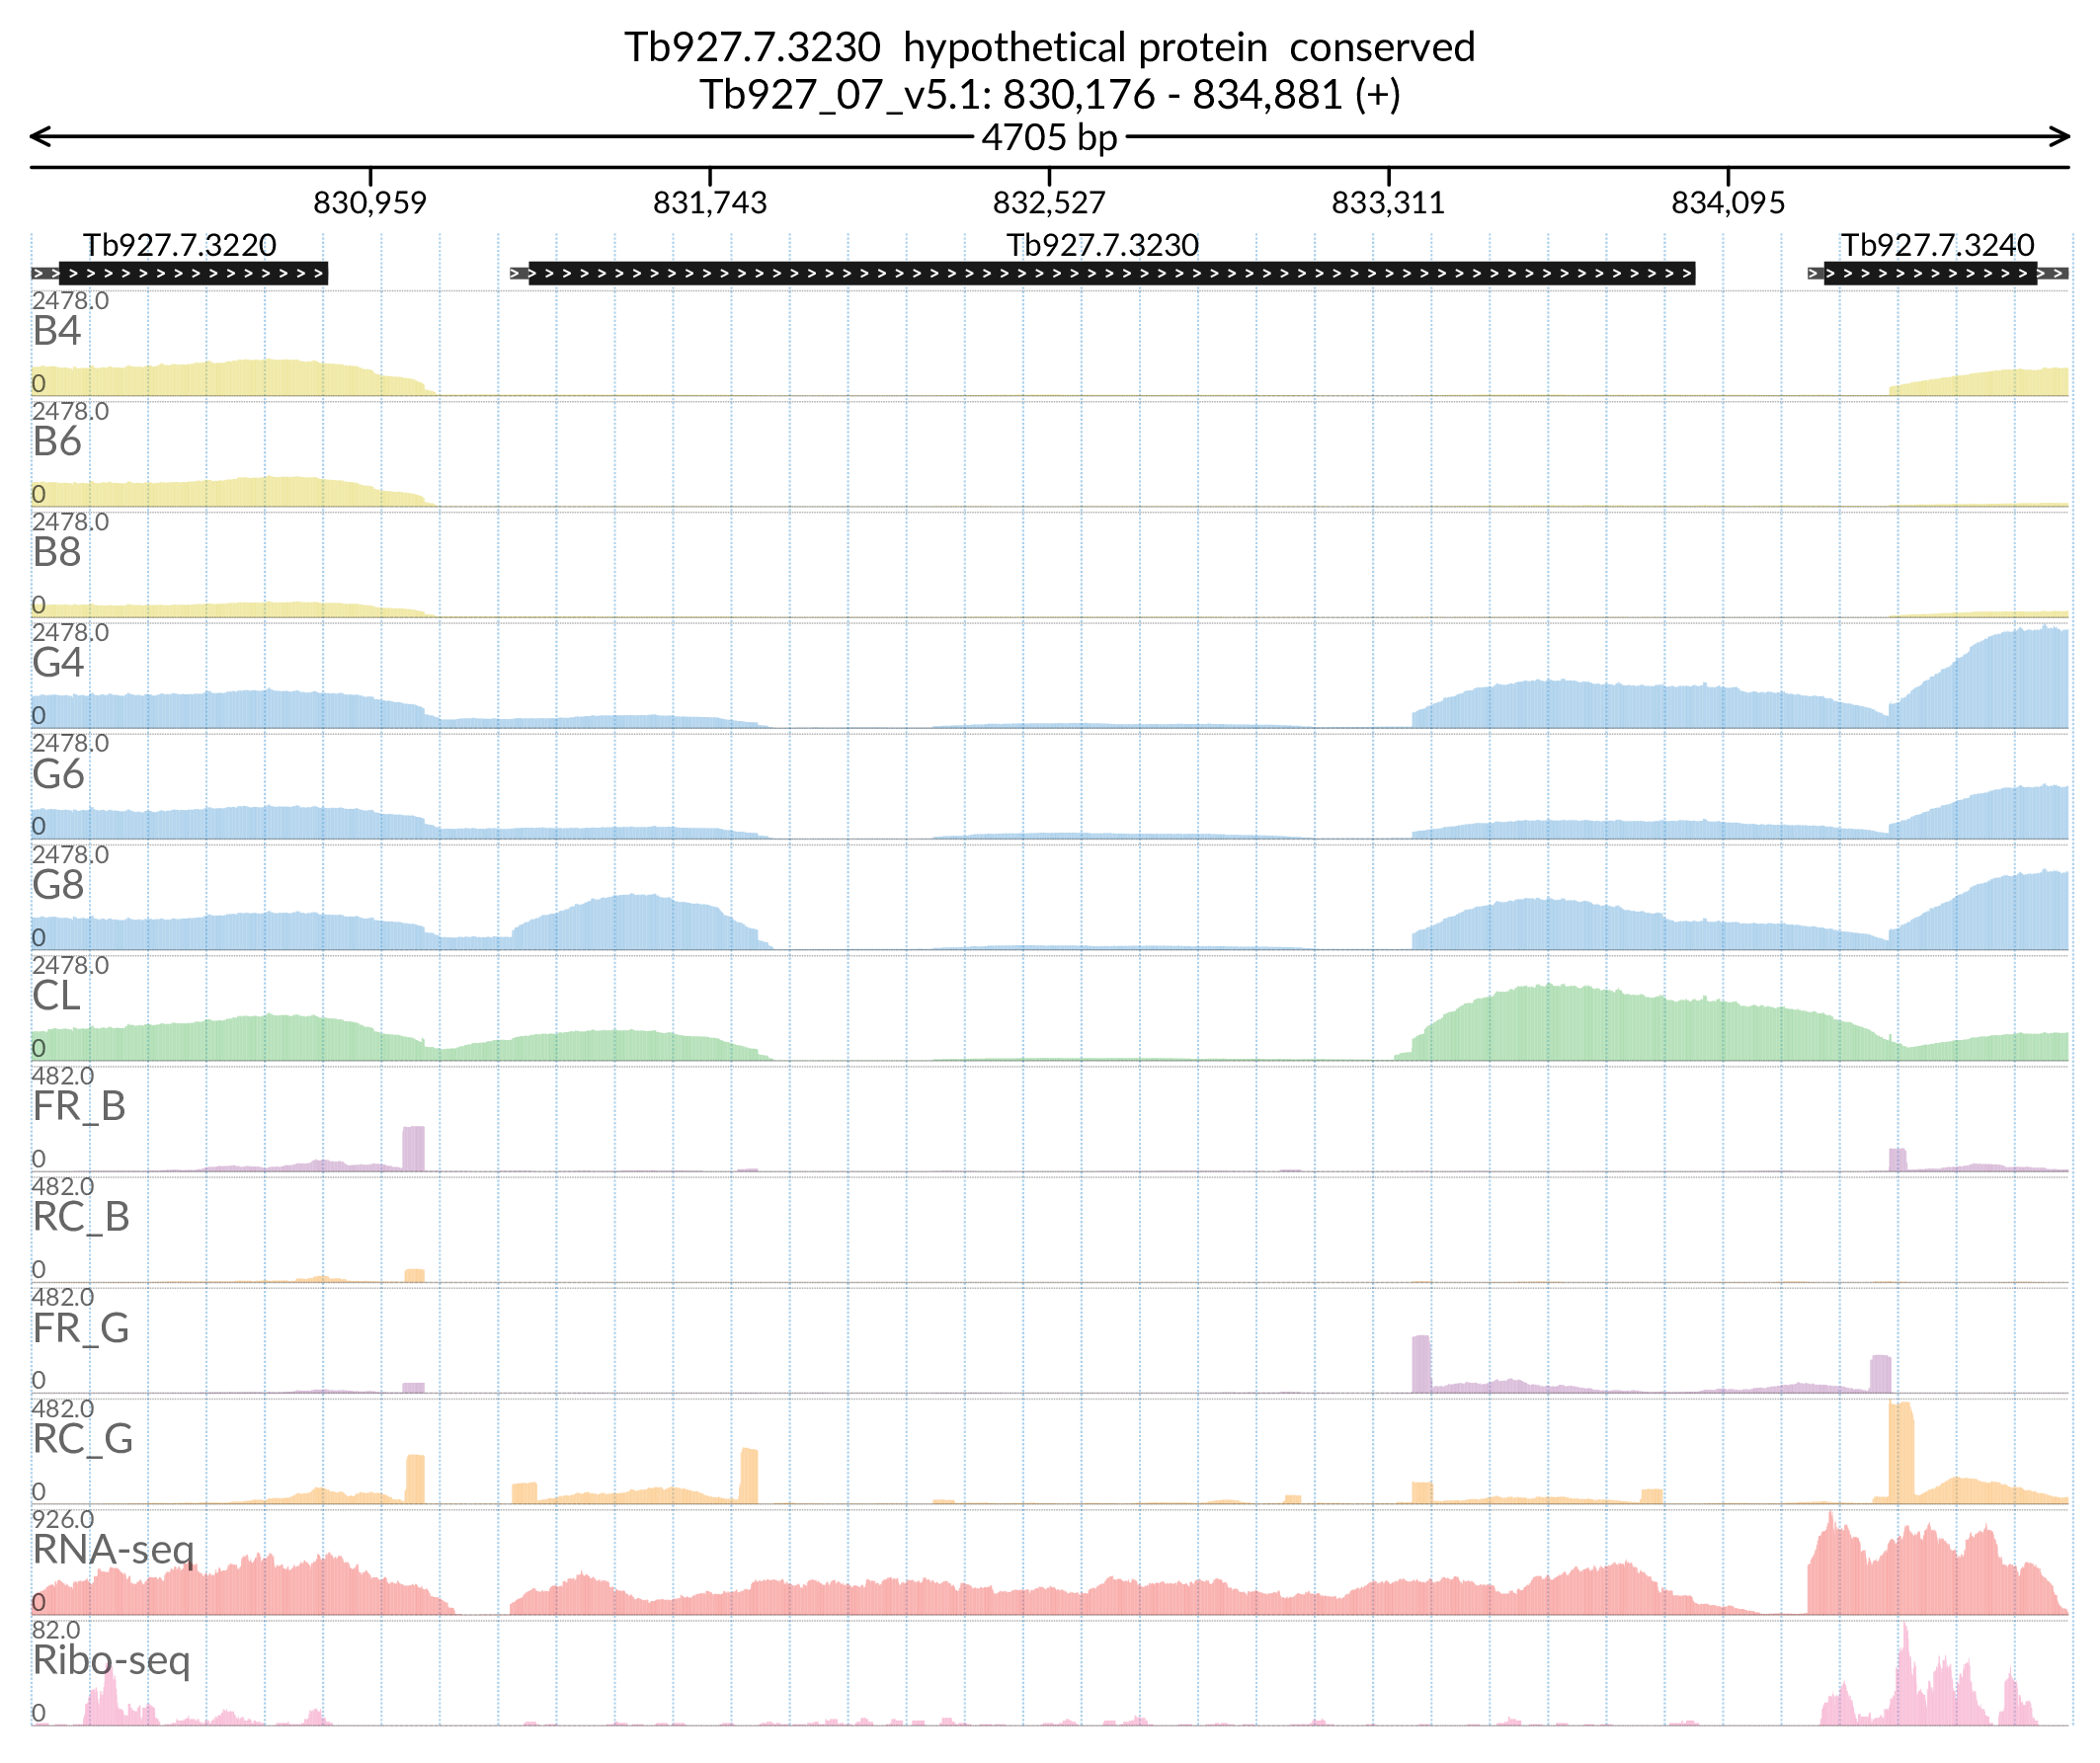 Tb927.7.3230  hypothetical protein  conserved
Tb927_07_v5.1: 830,176 - 834,881 (+)
4705 bp
830,959 831,743 832,527 833,311 834,095
Tb927.7.3220 Tb927.7.3230 Tb927.7.3240
2478.0
B4
0
2478.0
B6
0
2478.0
B8
0
2478.0
G4
0
2478.0
G6
0
2478.0
G8
0
2478.0
CL
0
482.0
FR_B
0
482.0
RC_B
0
482.0
FR_G
0
482.0
RC_G
0
926.0
RNA-seq
0
82.0
Ribo-seq
0